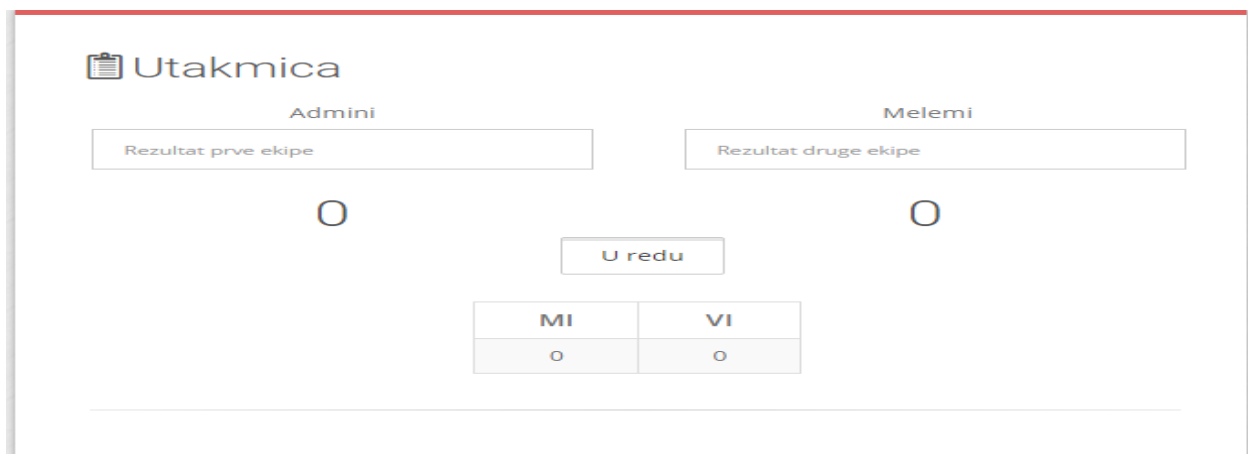 Utakmica
Admini Melemi
Rezultat prve ekipe Rezultat druge ekipe
0 0
U redu
MI VI
0 0